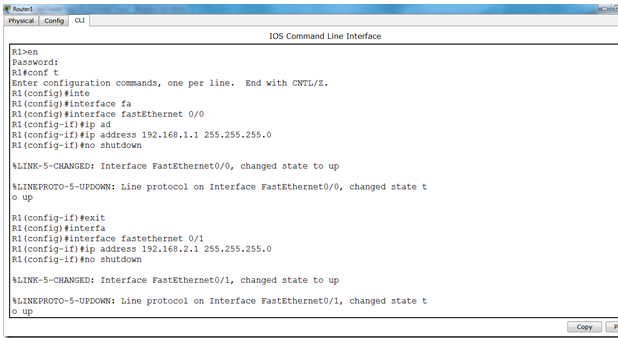 Router1
Physical Config CLI
IOS Command Line Interface
R1>en
Password:
R1#conf t
Enter configuration commands, one per line.  End with CNTL/Z.
R1(config)#inte
R1(config)#interface fa
R1(config)#interface fastEthernet 0/0
R1(config-if)#ip ad
R1(config-if)#ip address 192.168.1.1 255.255.255.0
R1(config-if)#no shutdown
%LINK-5-CHANGED: Interface FastEthernet0/0, changed state to up
%LINEPROTO-5-UPDOWN: Line protocol on Interface FastEthernet0/0, changed state t
o up
R1(config-if)#exit
R1(config)#interfa
R1(config)#interface fastethernet 0/1
R1(config-if)#ip address 192.168.2.1 255.255.255.0
R1(config-if)#no shutdown
%LINK-5-CHANGED: Interface FastEthernet0/1, changed state to up
%LINEPROTO-5-UPDOWN: Line protocol on Interface FastEthernet0/1, changed state t
o up
Copy P